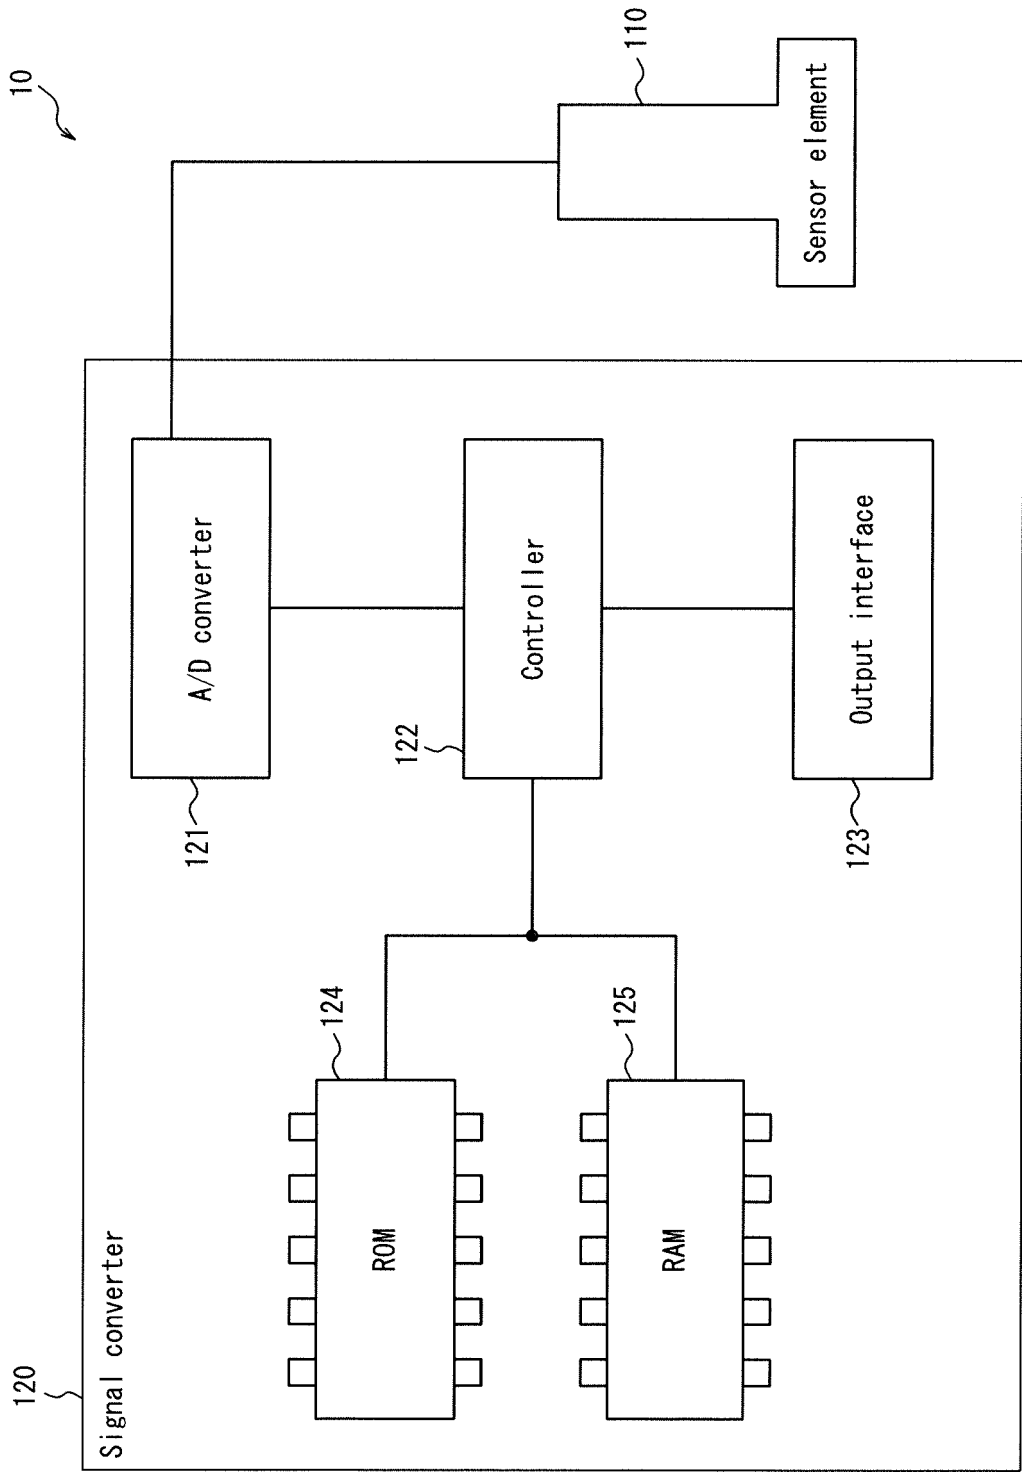 10
120
Signal converter
124
ROM
125
RAM
121
A/D converter
122
Controller
123
Output interface
110
Sensor element